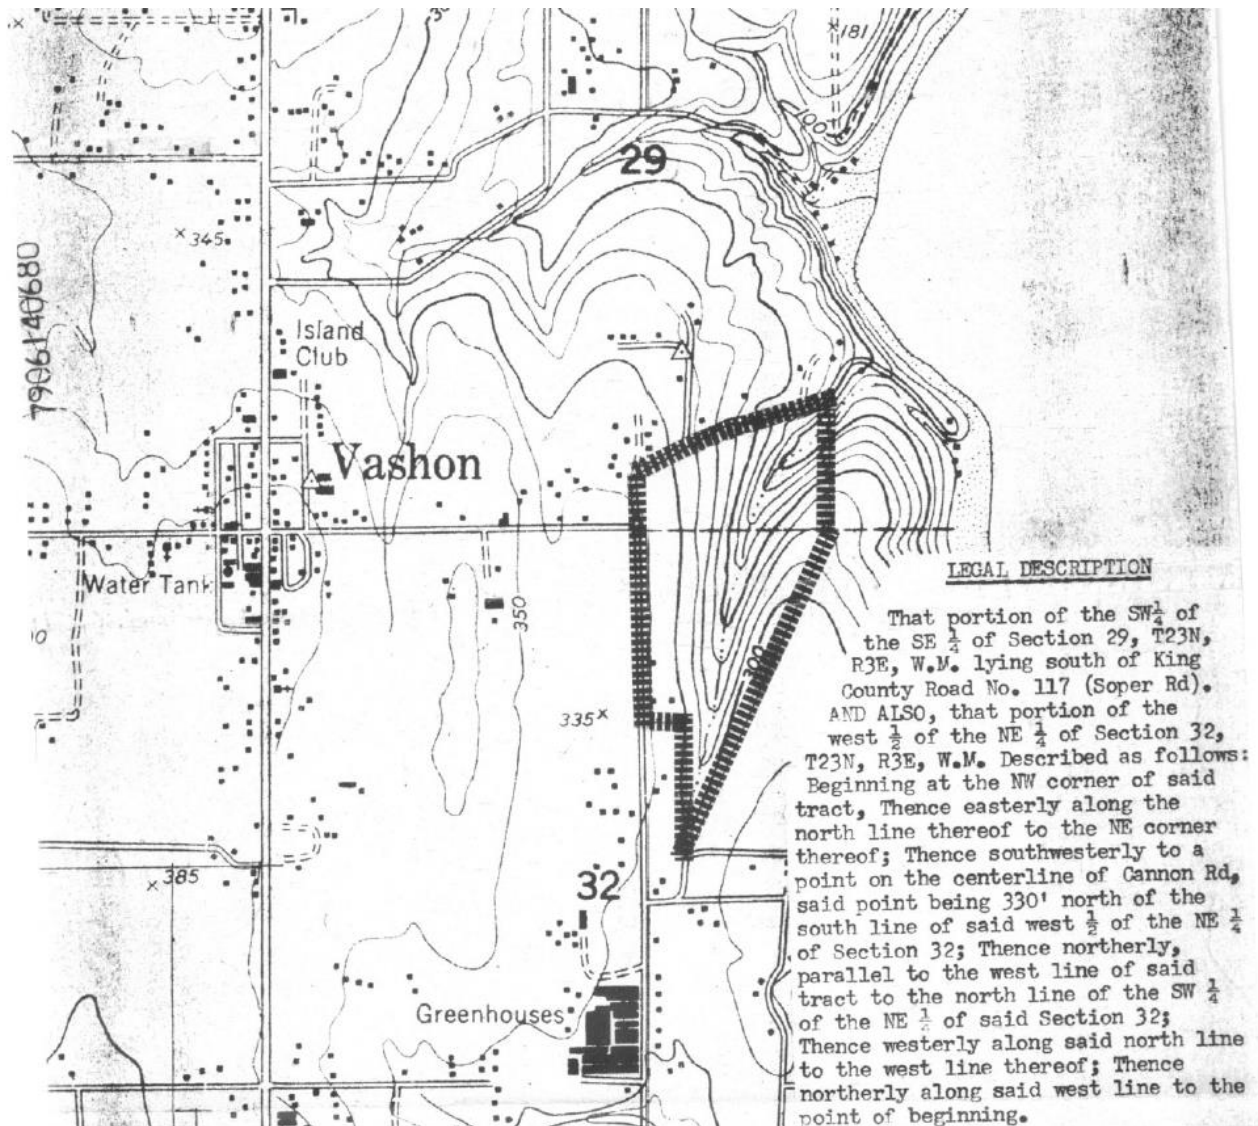 181
100
29
345
7906140680
Island
Club
Vashon
Water Tank
350
300
335
385
32
Greenhouses
LEGAL DESCRIPTION
That portion of the SW¼ of
the SE ¼ of Section 29, T23N,
R3E, W.M. lying south of King
County Road No. 117 (Soper Rd).
AND ALSO, that portion of the
west ½ of the NE ¼ of Section 32,
T23N, R3E, W.M. Described as follows:
Beginning at the NW corner of said
tract, Thence easterly along the
north line thereof to the NE corner
thereof; Thence southwesterly to a
point on the centerline of Cannon Rd,
said point being 330' north of the
south line of said west ½ of the NE ¼
of Section 32; Thence northerly,
parallel to the west line of said
tract to the north line of the SW ¼
of the NE ¼ of said Section 32;
Thence westerly along said north line
to the west line thereof; Thence
northerly along said west line to the
point of beginning.